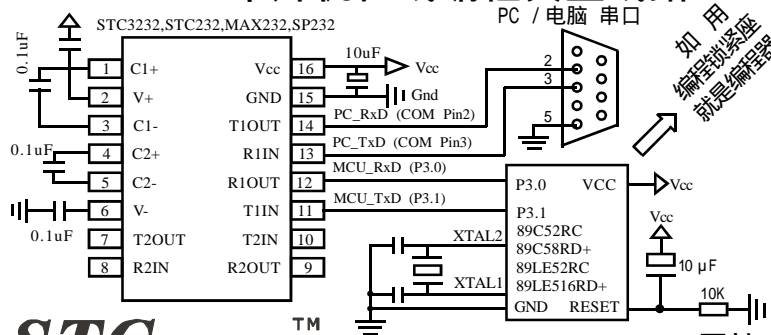 STC3232,STC232,MAX232,SP232
PC / 电脑 串口
如 用
编程锁紧座
就是编程器
0.1uF
10uF
1 C1+ Vcc 16 Vcc
2 V+ GND 15 Gnd
3 C1- T1OUT 14 PC_RxD (COM Pin2)
4 C2+ R1IN 13 PC_TxD (COM Pin3)
5 C2- R1OUT 12 MCU_RxD (P3.0)
6 V- T1IN 11 MCU_TxD (P3.1)
7 T2OUT T2IN 10
8 R2IN R2OUT 9
0.1uF
0.1uF
2
3
5
P3.0 VCC Vcc
P3.1
89C52RC
89C58RD+
89LE52RC
89LE516RD+
GND RESET
XTAL2
XTAL1
Vcc
10 μF
10K
STC TM